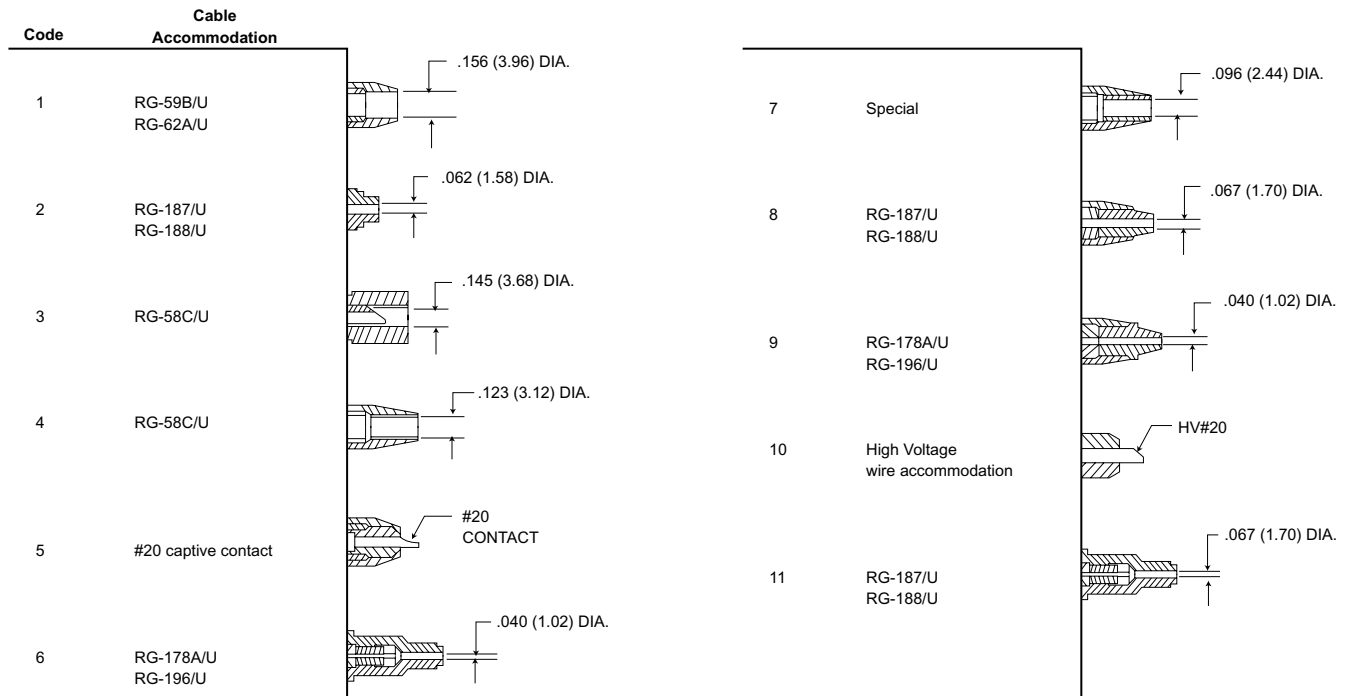 Code
Cable
Accommodation
.156 (3.96) DIA.
1
RG-59B/U
RG-62A/U
.062 (1.58) DIA.
2
RG-187/U
RG-188/U
.145 (3.68) DIA.
3
RG-58C/U
.123 (3.12) DIA.
4
RG-58C/U
#20
CONTACT
5
#20 captive contact
.040 (1.02) DIA.
6
RG-178A/U
RG-196/U
.096 (2.44) DIA.
7
Special
.067 (1.70) DIA.
8
RG-187/U
RG-188/U
.040 (1.02) DIA.
9
RG-178A/U
RG-196/U
HV#20
10
High Voltage
wire accommodation
.067 (1.70) DIA.
11
RG-187/U
RG-188/U